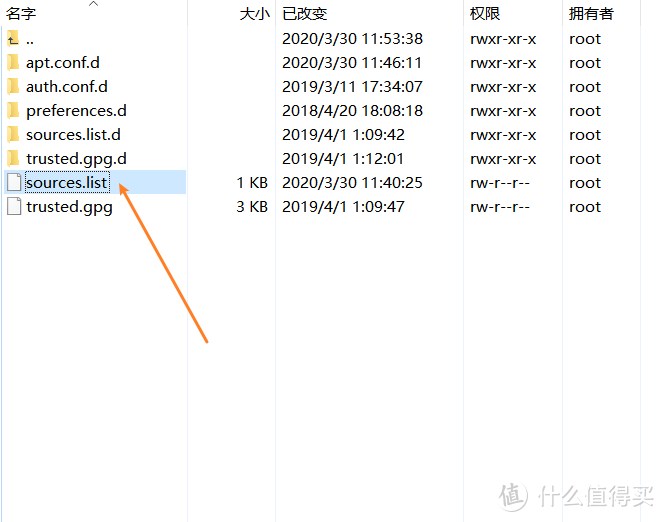 名字 大小 已改变 权限 拥有者
.. 2020/3/30 11:53:38 rwxr-xr-x root
apt.conf.d 2020/3/30 11:46:11 rwxr-xr-x root
auth.conf.d 2019/3/11 17:34:07 rwxr-xr-x root
preferences.d 2018/4/20 18:08:18 rwxr-xr-x root
sources.list.d 2019/4/1 1:09:42 rwxr-xr-x root
trusted.gpg.d 2019/4/1 1:12:01 rwxr-xr-x root
sources.list 1 KB 2020/3/30 11:40:25 rw-r--r-- root
trusted.gpg 3 KB 2019/4/1 1:09:47 rw-r--r-- root
值 什么值得买